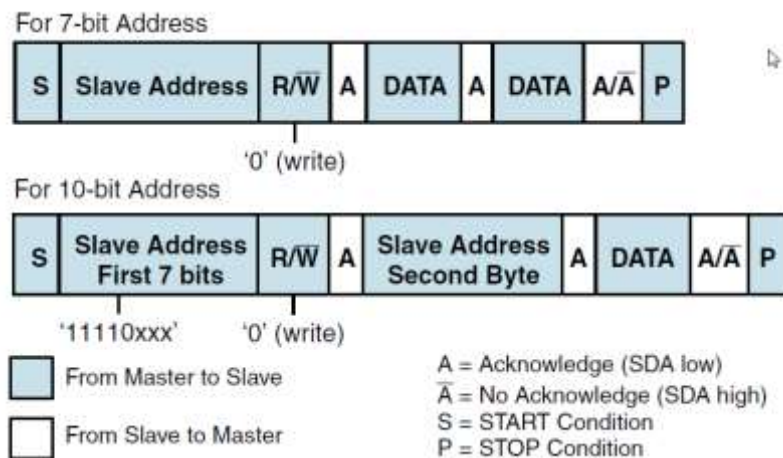 For 7-bit Address
S Slave Address R/W̅ A DATA A DATA A/A̅ P
'0' (write)
For 10-bit Address
S Slave Address First 7 bits R/W̅ A Slave Address Second Byte A DATA A/A̅ P
'11110xxx' '0' (write)
From Master to Slave
From Slave to Master
A = Acknowledge (SDA low)
A̅ = No Acknowledge (SDA high)
S = START Condition
P = STOP Condition